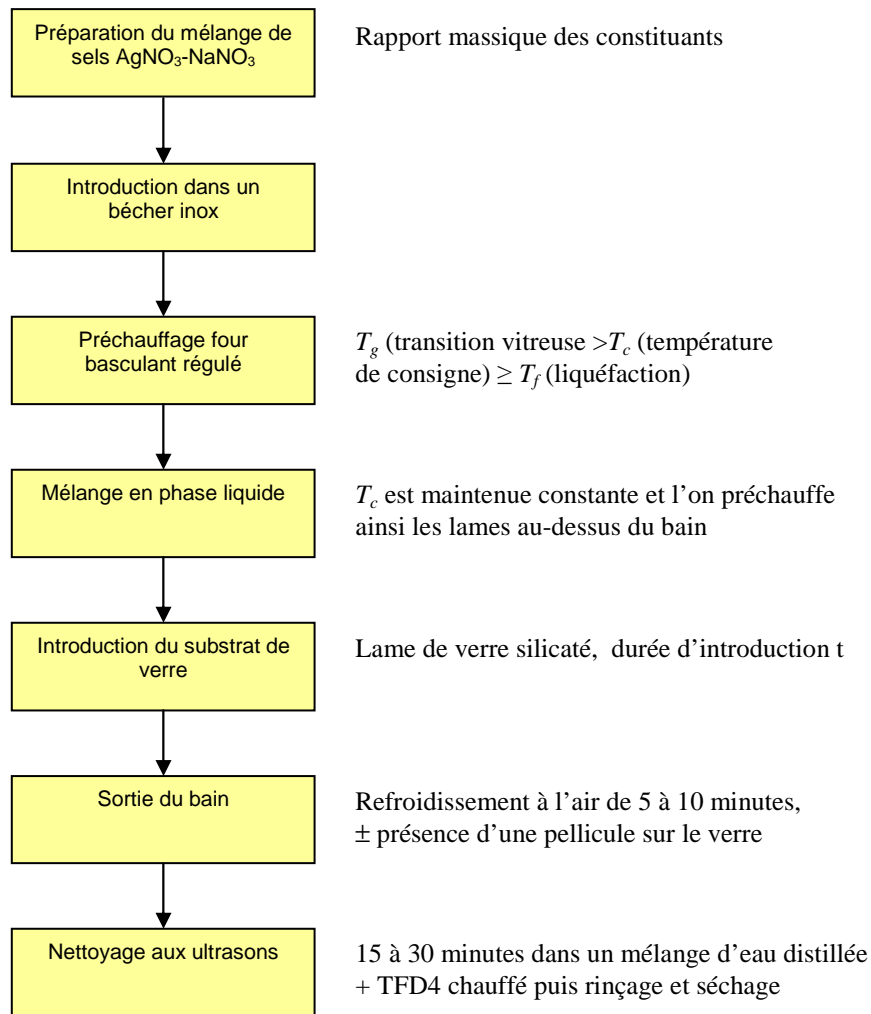 Préparation du mélange de
sels AgNO₃-NaNO₃
Rapport massique des constituants
Introduction dans un
bécher inox
Préchauffage four
basculant régulé
T_g (transition vitreuse >T_c (température
de consigne) ≥ T_f (liquéfaction)
Mélange en phase liquide
T_c est maintenue constante et l'on préchauffe
ainsi les lames au-dessus du bain
Introduction du substrat de
verre
Lame de verre silicaté, durée d'introduction t
Sortie du bain
Refroidissement à l'air de 5 à 10 minutes,
± présence d'une pellicule sur le verre
Nettoyage aux ultrasons
15 à 30 minutes dans un mélange d'eau distillée
+ TFD4 chauffé puis rinçage et séchage